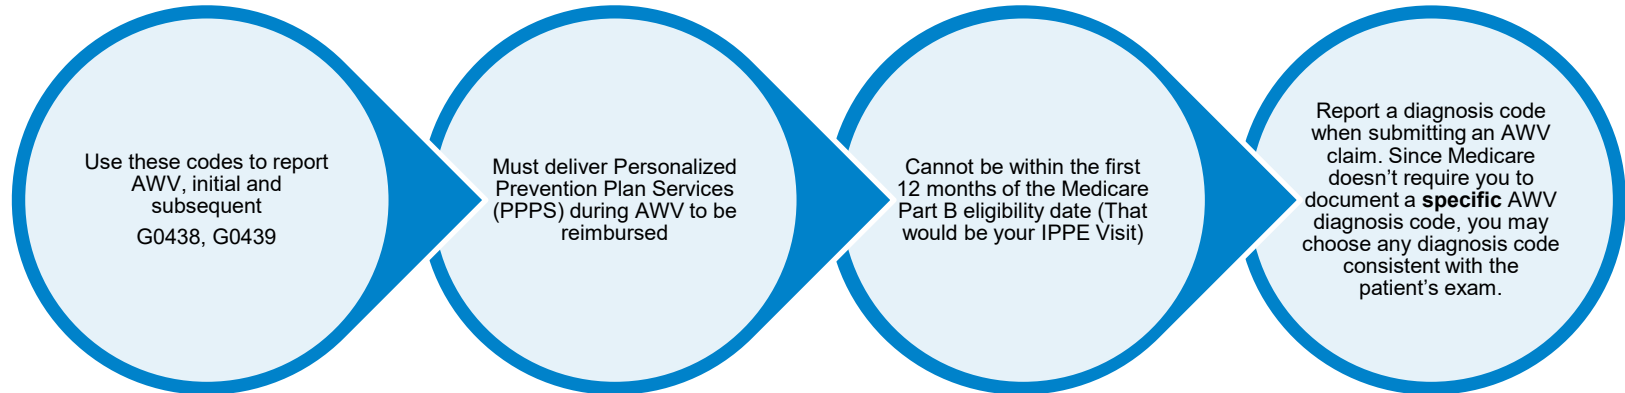 Use these codes to report
AWV, initial and
subsequent
G0438, G0439
Must deliver Personalized
Prevention Plan Services
(PPPS) during AWV to be
reimbursed
Cannot be within the first
12 months of the Medicare
Part B eligibility date (That
would be your IPPE Visit)
Report a diagnosis code
when submitting an AWV
claim. Since Medicare
doesn’t require you to
document a specific AWV
diagnosis code, you may
choose any diagnosis code
consistent with the
patient’s exam.